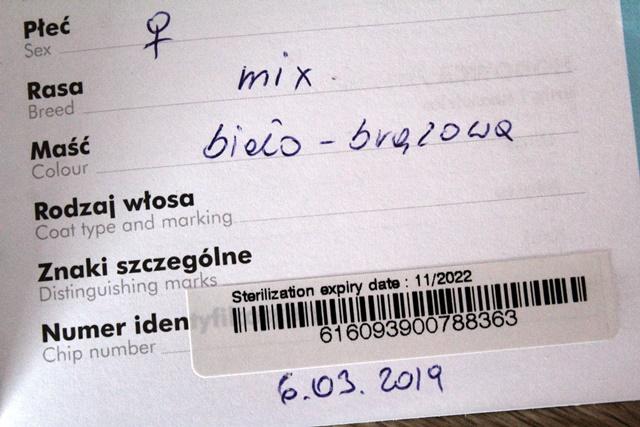 Płeć ♀
Sex
Rasa mix
Breed
Maść biało-brązowa
Colour
Rodzaj włosa
Coat type and marking
Znaki szczególne
Distinguishing marks
Sterilization expiry date : 11/2022
Numer iden
616093900788363
Chip number
6.03.2019